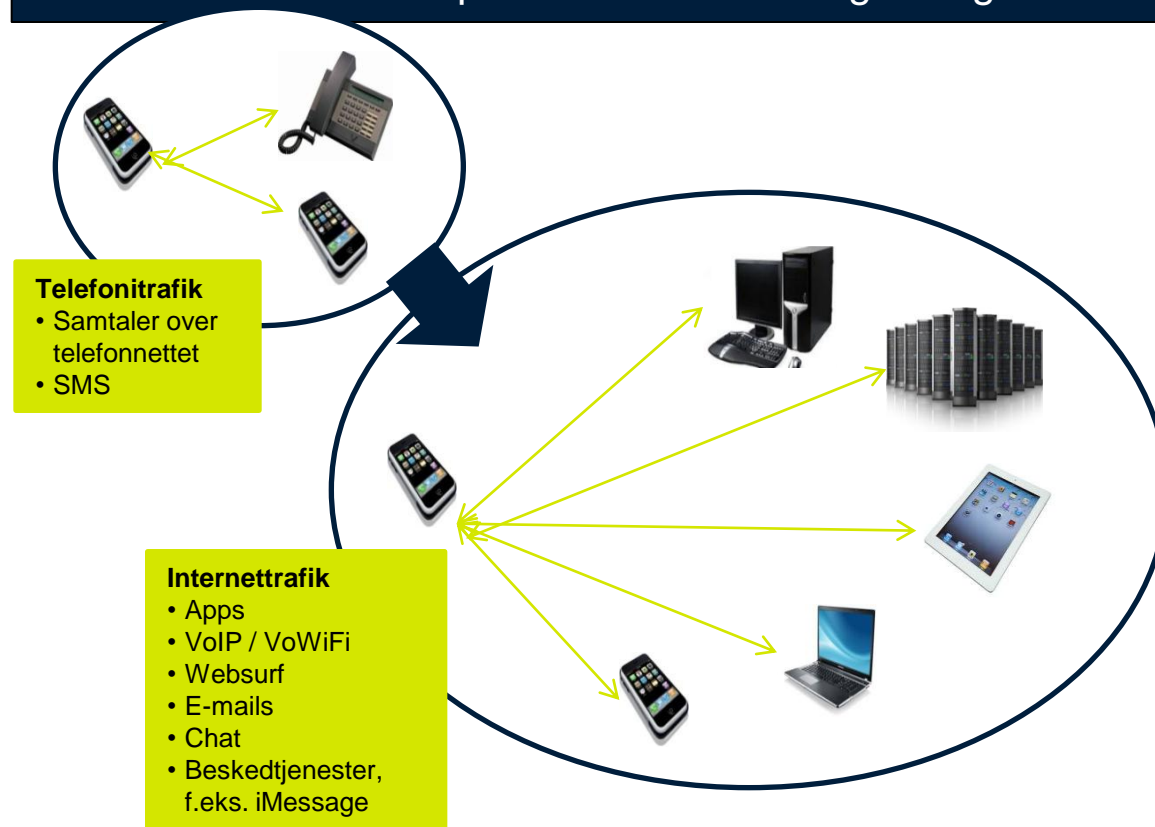 Telefonitrafik
• Samtaler over
telefonnettet
• SMS
Internettrafik
• Apps
• VoIP / VoWiFi
• Websurf
• E-mails
• Chat
• Beskedtjenester,
f.eks. iMessage